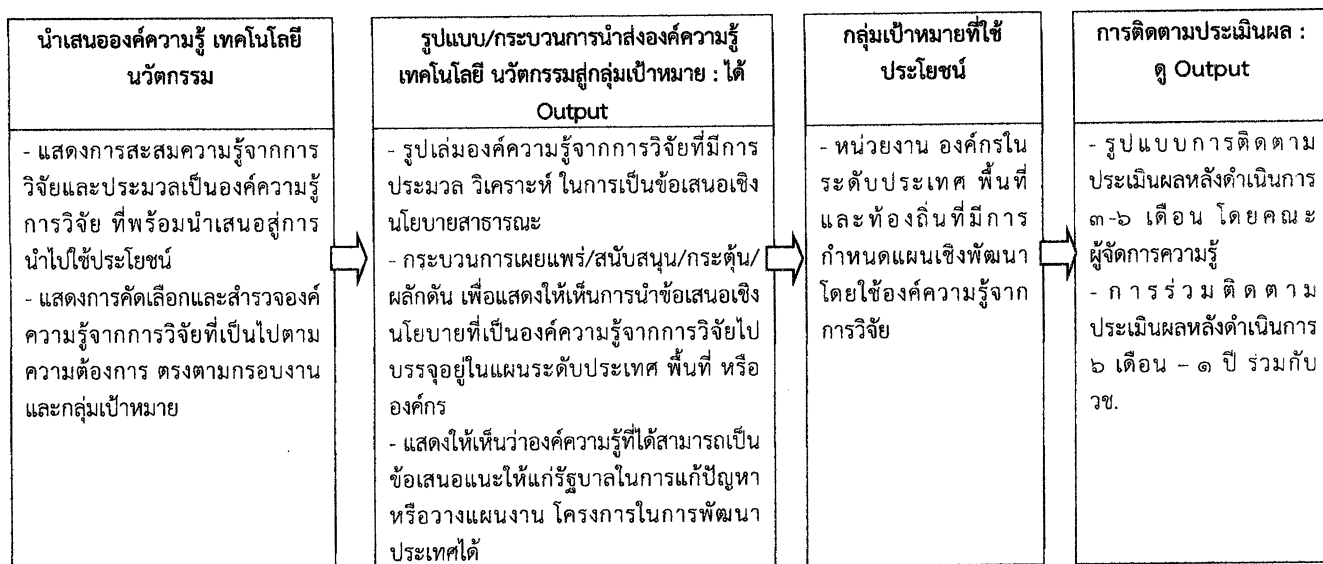 นำเสนอองค์ความรู้ เทคโนโลยี
นวัตกรรม
- แสดงการสะสมความรู้จากการ
วิจัยและประมวลเป็นองค์ความรู้
การวิจัย ที่พร้อมนำเสนอสู่การ
นำไปใช้ประโยชน์
- แสดงการคัดเลือกและสำรวจองค์
ความรู้จากการวิจัยที่เป็นไปตาม
ความต้องการ ตรงตามกรอบงาน
และกลุ่มเป้าหมาย
รูปแบบ/กระบวนการนำส่งองค์ความรู้
เทคโนโลยี นวัตกรรมสู่กลุ่มเป้าหมาย : ได้
Output
- รูปเล่มองค์ความรู้จากการวิจัยที่มีการ
ประมวล วิเคราะห์ ในการเป็นข้อเสนอเชิง
นโยบายสาธารณะ
- กระบวนการเผยแพร่/สนับสนุน/กระตุ้น/
ผลักดัน เพื่อแสดงให้เห็นการนำข้อเสนอเชิง
นโยบายที่เป็นองค์ความรู้จากการวิจัยไป
บรรจุอยู่ในแผนระดับประเทศ พื้นที่ หรือ
องค์กร
- แสดงให้เห็นว่าองค์ความรู้ที่ได้สามารถเป็น
ข้อเสนอแนะให้แก่รัฐบาลในการแก้ปัญหา
หรือวางแผนงาน โครงการในการพัฒนา
ประเทศได้
กลุ่มเป้าหมายที่ใช้
ประโยชน์
- หน่วยงาน องค์กรใน
ระดับประเทศ พื้นที่
และท้องถิ่นที่มีการ
กำหนดแผนเชิงพัฒนา
โดยใช้องค์ความรู้จาก
การวิจัย
การติดตามประเมินผล :
ดู Output
- รูปแบบการติดตาม
ประเมินผลหลังดำเนินการ
๓-๖ เดือน โดยคณะ
ผู้จัดการความรู้
- การร่วมติดตาม
ประเมินผลหลังดำเนินการ
๖ เดือน – ๑ ปี ร่วมกับ
วช.